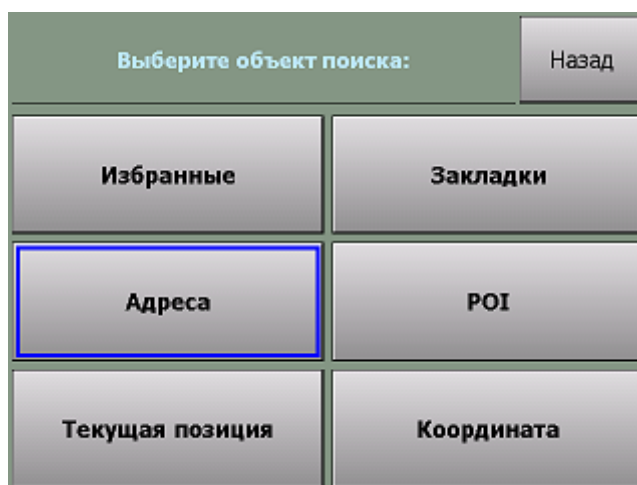 Выберите объект поиска:
Назад
Избранные
Закладки
Адреса
POI
Текущая позиция
Координата